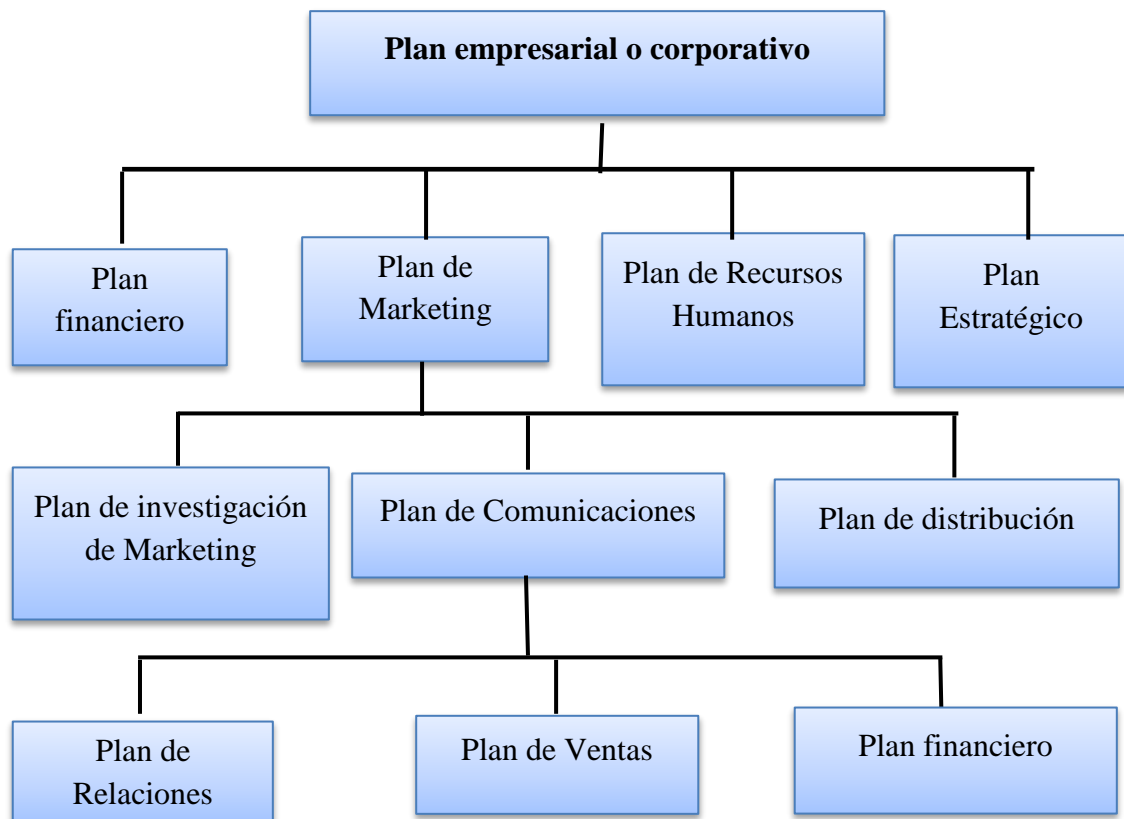 Plan empresarial o corporativo
Plan
financiero
Plan de
Marketing
Plan de Recursos
Humanos
Plan
Estratégico
Plan de investigación
de Marketing
Plan de Comunicaciones
Plan de distribución
Plan de
Relaciones
Plan de Ventas
Plan financiero